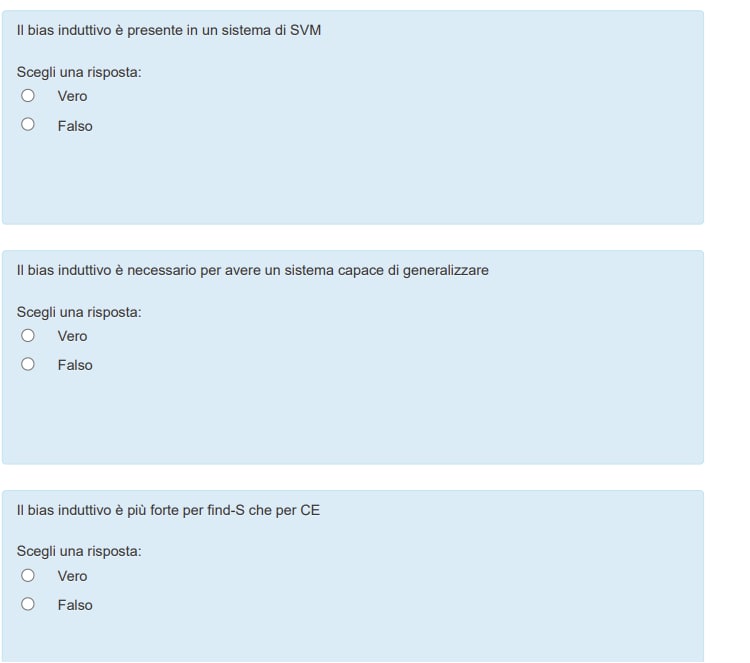 Il bias induttivo è presente in un sistema di SVM
Scegli una risposta:
Vero
Falso
Il bias induttivo è necessario per avere un sistema capace di generalizzare
Scegli una risposta:
Vero
Falso
Il bias induttivo è più forte per find-S che per CE
Scegli una risposta:
Vero
Falso